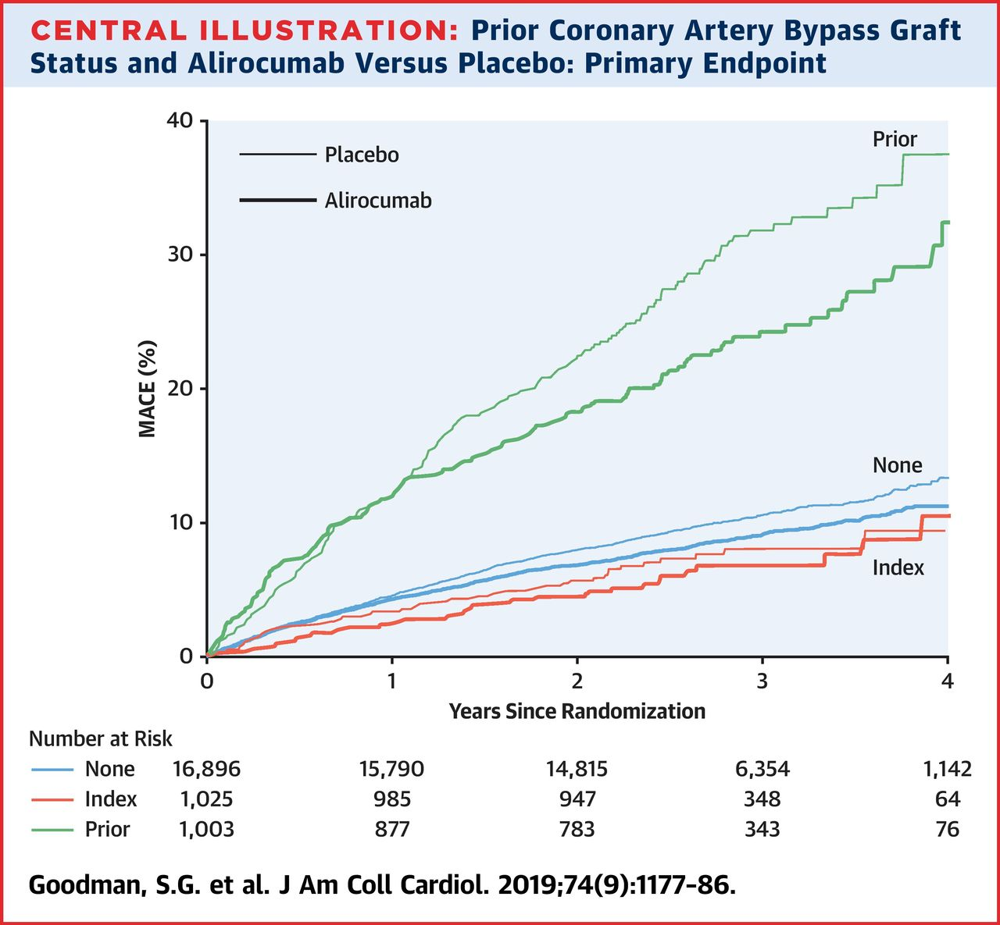 CENTRAL ILLUSTRATION: Prior Coronary Artery Bypass Graft
Status and Alirocumab Versus Placebo: Primary Endpoint
40
30
20
10
0
MACE (%)
Placebo
Alirocumab
Prior
None
Index
0 1 2 3 4
Years Since Randomization
Number at Risk
None 16,896 15,790 14,815 6,354 1,142
Index 1,025 985 947 348 64
Prior 1,003 877 783 343 76
Goodman, S.G. et al. J Am Coll Cardiol. 2019;74(9):1177-86.